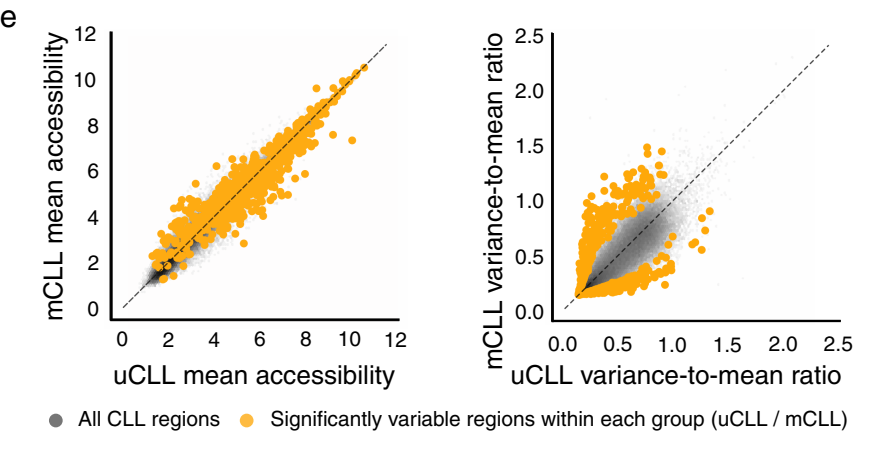 e
mCLL mean accessibility
12
10
8
6
4
2
0
0 2 4 6 8 10 12
uCLL mean accessibility
mCLL variance-to-mean ratio
2.5
2.0
1.5
1.0
0.5
0.0
0.0 0.5 1.0 1.5 2.0 2.5
uCLL variance-to-mean ratio
All CLL regions Significantly variable regions within each group (uCLL / mCLL)